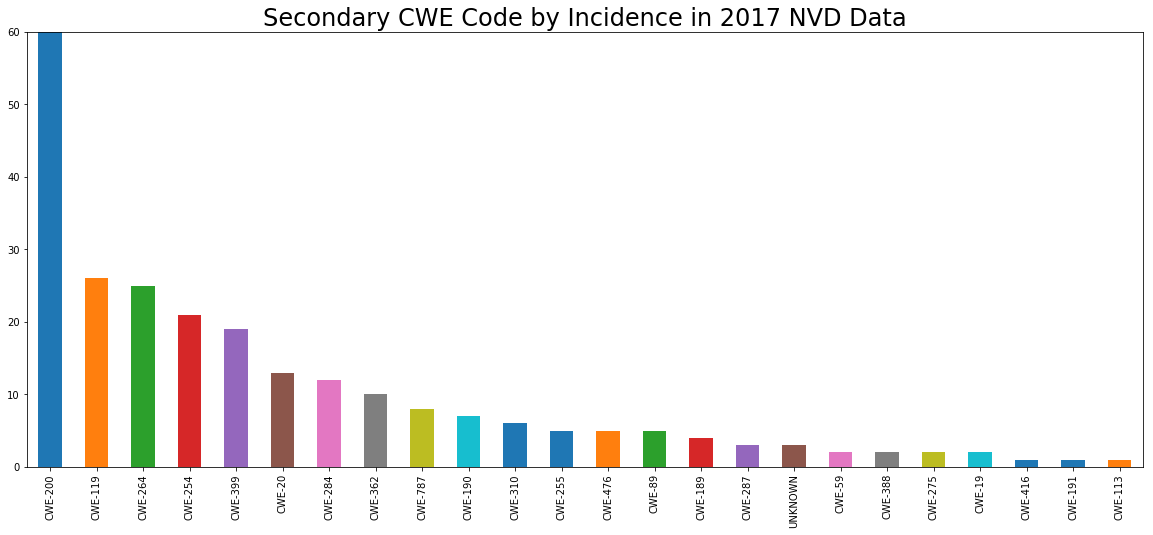 Secondary CWE Code by Incidence in 2017 NVD Data
60
50
40
30
20
10
0
CWE-200
CWE-119
CWE-264
CWE-254
CWE-399
CWE-20
CWE-284
CWE-362
CWE-787
CWE-190
CWE-310
CWE-255
CWE-476
CWE-89
CWE-189
CWE-287
UNKNOWN
CWE-59
CWE-388
CWE-275
CWE-19
CWE-416
CWE-191
CWE-113